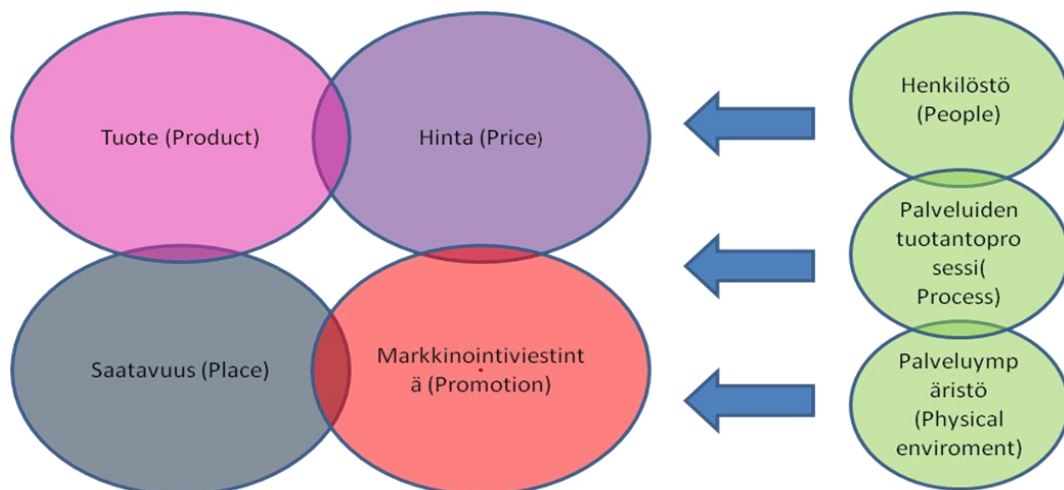 Tuote (Product)
Hinta (Price)
Saatavuus (Place)
Markkinointiviestint
ä (Promotion)
Henkilöstö
(People)
Palveluiden
tuotantopro
sessi(
Process)
Palveluymp
äristö
(Physical
enviroment)